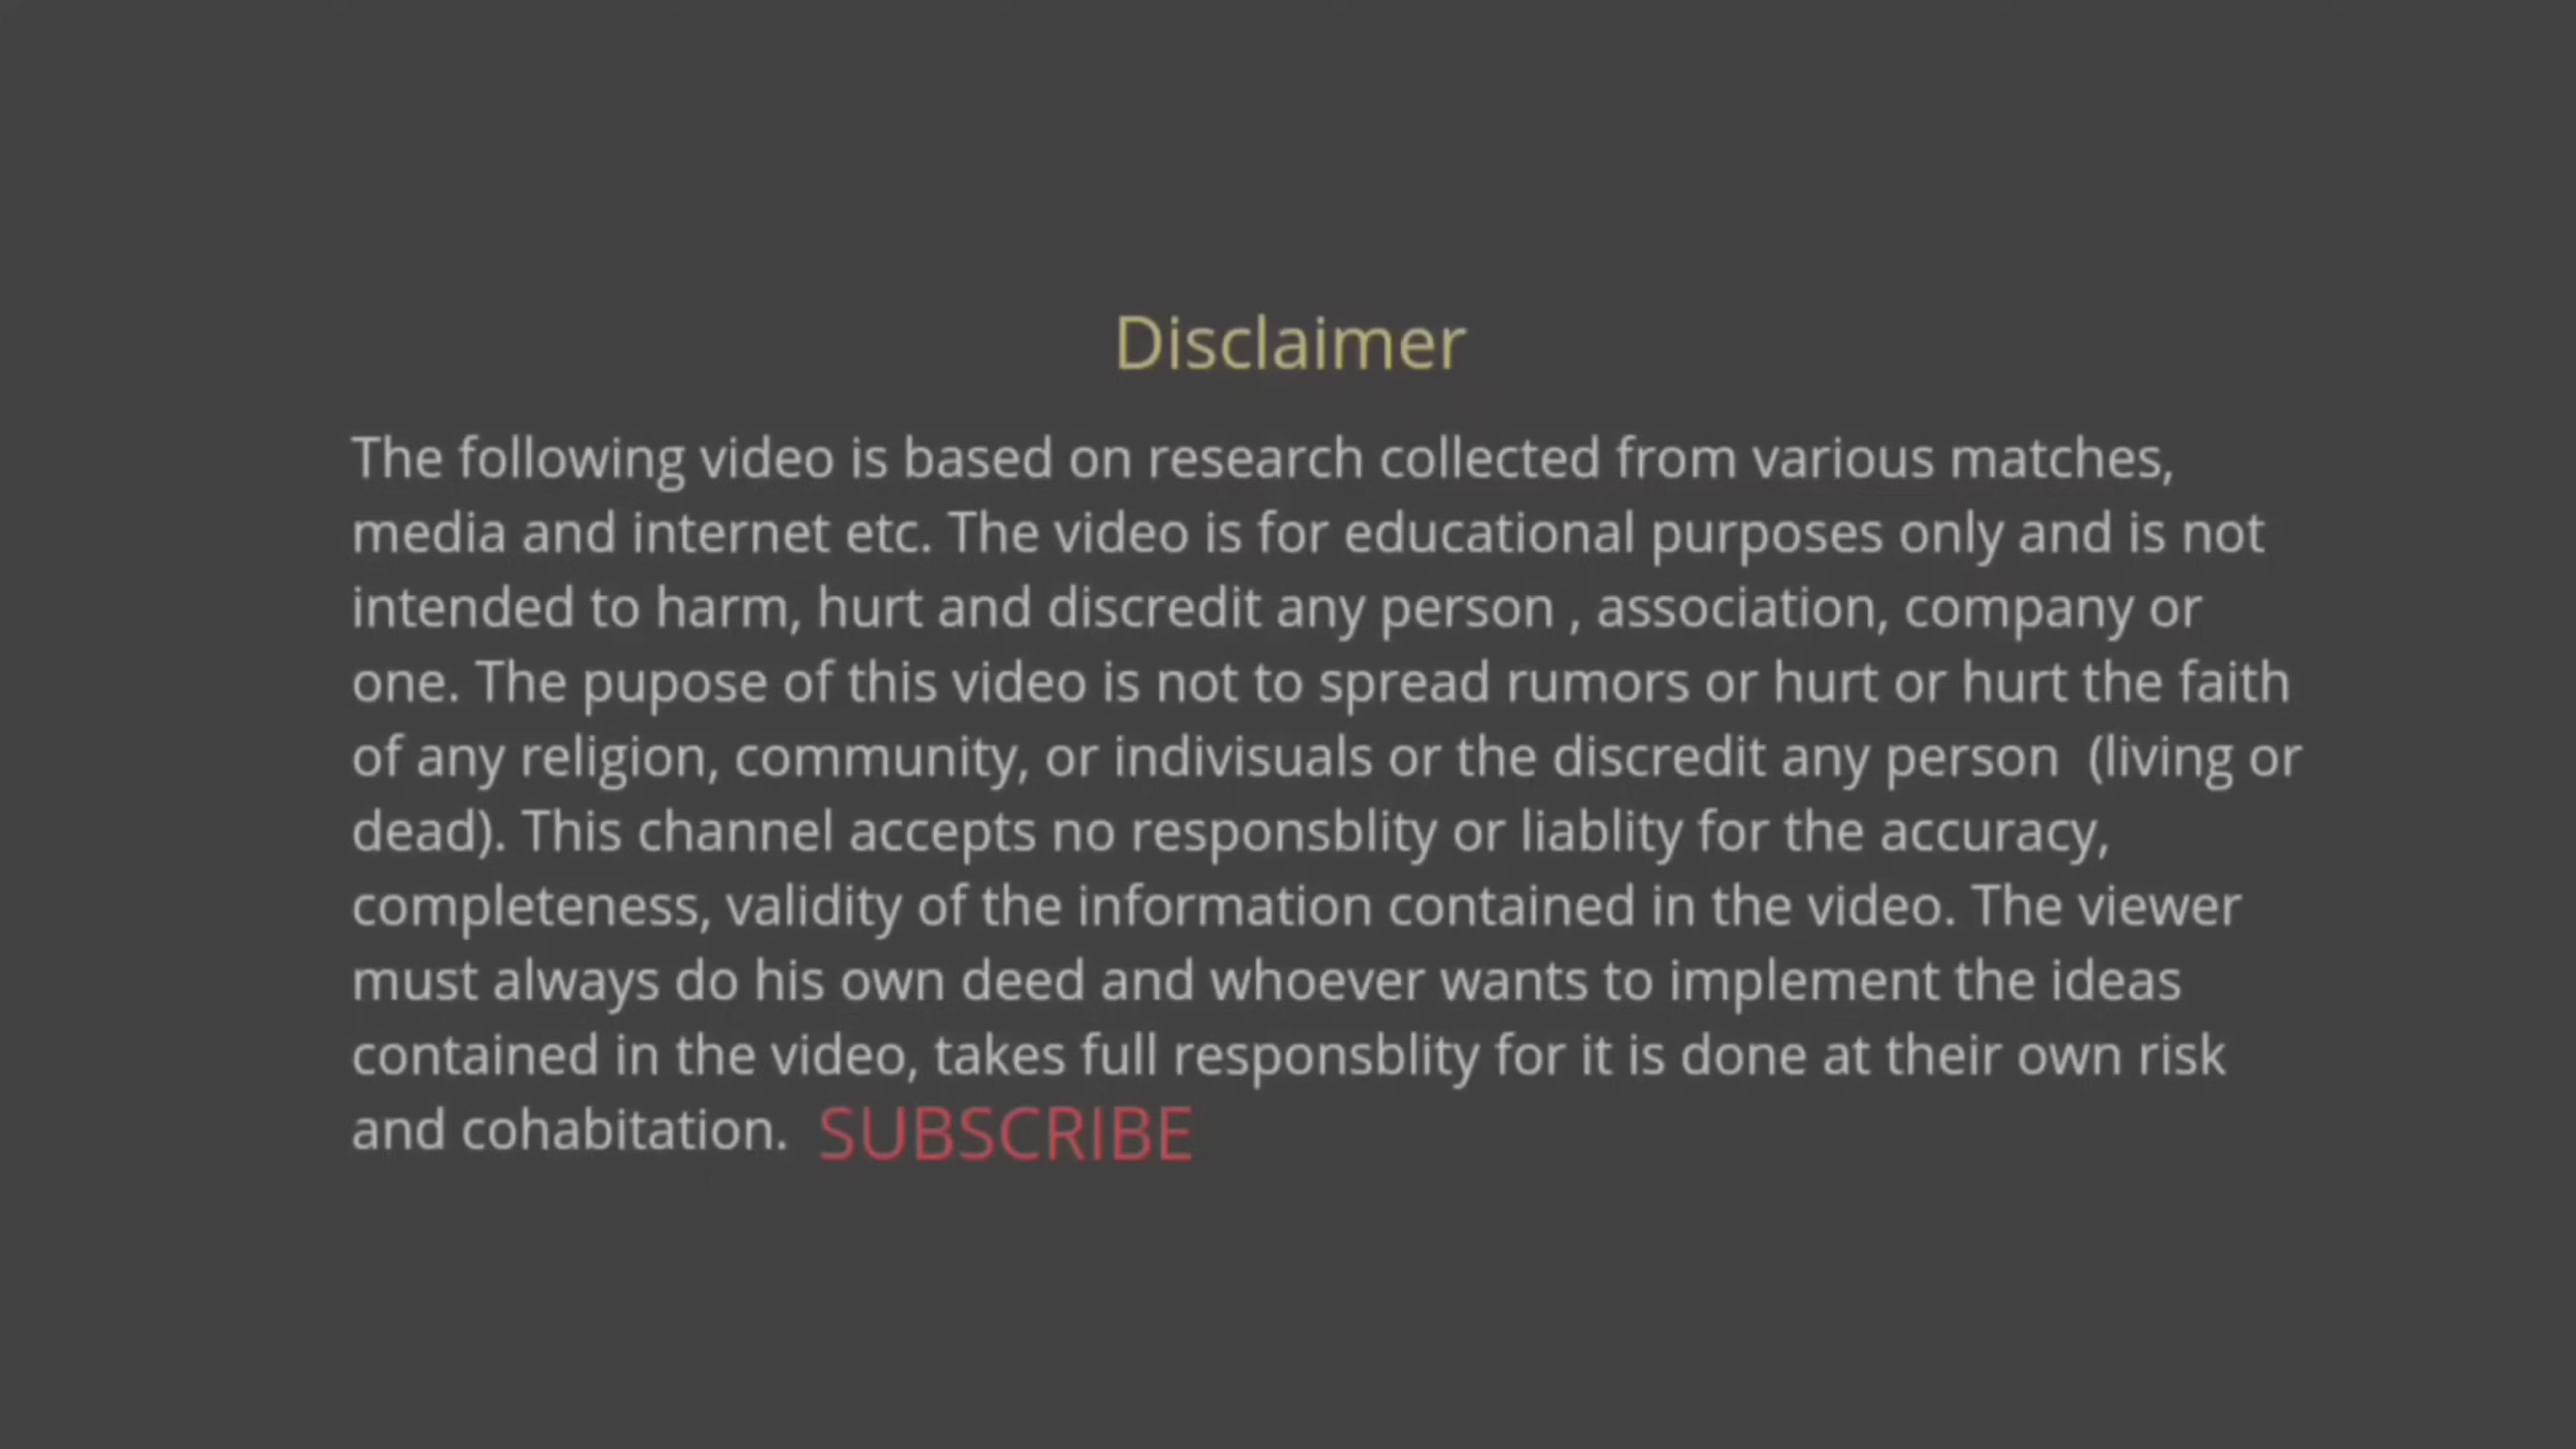 Disclaimer
The following video is based on research collected from various matches,
media and internet etc. The video is for educational purposes only and is not
intended to harm, hurt and discredit any person , association, company or
one. The pupose of this video is not to spread rumors or hurt or hurt the faith
of any religion, community, or indivisuals or the discredit any person  (living or
dead). This channel accepts no responsblity or liablity for the accuracy,
completeness, validity of the information contained in the video. The viewer
must always do his own deed and whoever wants to implement the ideas
contained in the video, takes full responsblity for it is done at their own risk
and cohabitation.  SUBSCRIBE